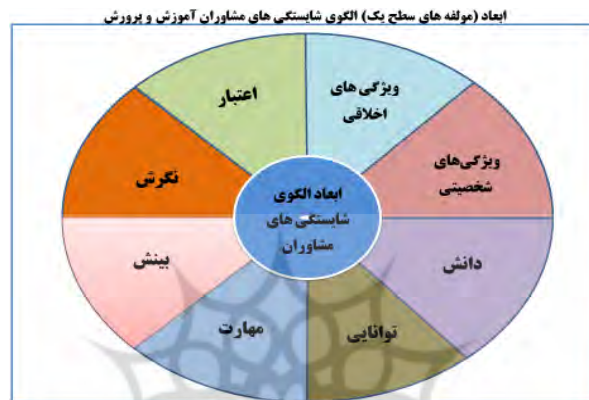 ابعاد (مولفه های سطح یک) الگوی شایستگی های مشاوران آموزش و پرورش
ویژگی های
اخلاقی
ویژگی‌های
شخصیتی
دانش
توانایی
مهارت
بینش
نگرش
اعتبار
ابعاد الگوی
شایستگی های
مشاوران